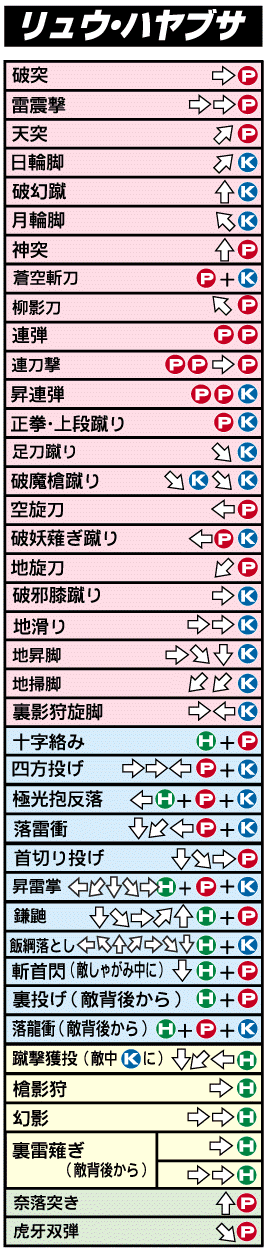 リュウ・ハヤブサ
破突 ⇨P
雷震撃 ⇨⇨P
天突 ⬀P
日輪脚 ⬀K
破幻蹴 ⇧K
月輪脚 ⬁K
神突 ⇧P
蒼空斬刀 P+K
柳影刀 ⬁P
連弾 PP
連刀撃 PP⇨P
昇連弾 PPK
正拳・上段蹴り PK
足刀蹴り ⬂K
破魔槍蹴り ⬂K⬂K
空旋刀 ⇦P
破妖薙ぎ蹴り ⇦PK
地旋刀 ⬃P
破邪膝蹴り ⇨K
地滑り ⇨⇨K
地昇脚 ⇨⬂⇩K
地掃脚 ⬃⬃K
裏影狩旋脚 ⇨⇦K
十字絡み H+P
四方投げ ⇨⇨⇦P+K
極光抱反落 ⇦H+P+K
落雷衝 ⇩⬃⇦P+K
首切り投げ ⇩⬂⇨P
昇雷掌 ⇦⬃⇩⬂⇨H+P+K
鎌鼬 ⇩⬂⇨⬀⇧H+P
飯綱落とし ⇦⬁⇧⬀⇨⬂⇩H+K
斬首閃(敵しゃがみ中に) ⇩H+P
裏投げ(敵背後から) H+P
落龍衝(敵背後から) H+P+K
蹴撃獲投(敵中Kに) ⇩⬃⇦H
槍影狩 ⇨H
幻影 ⇨⇨H
裏雷薙ぎ ⇨H
(敵背後から) ⇨⇨H
奈落突き ⇧P
虎牙双弾 ⬂P